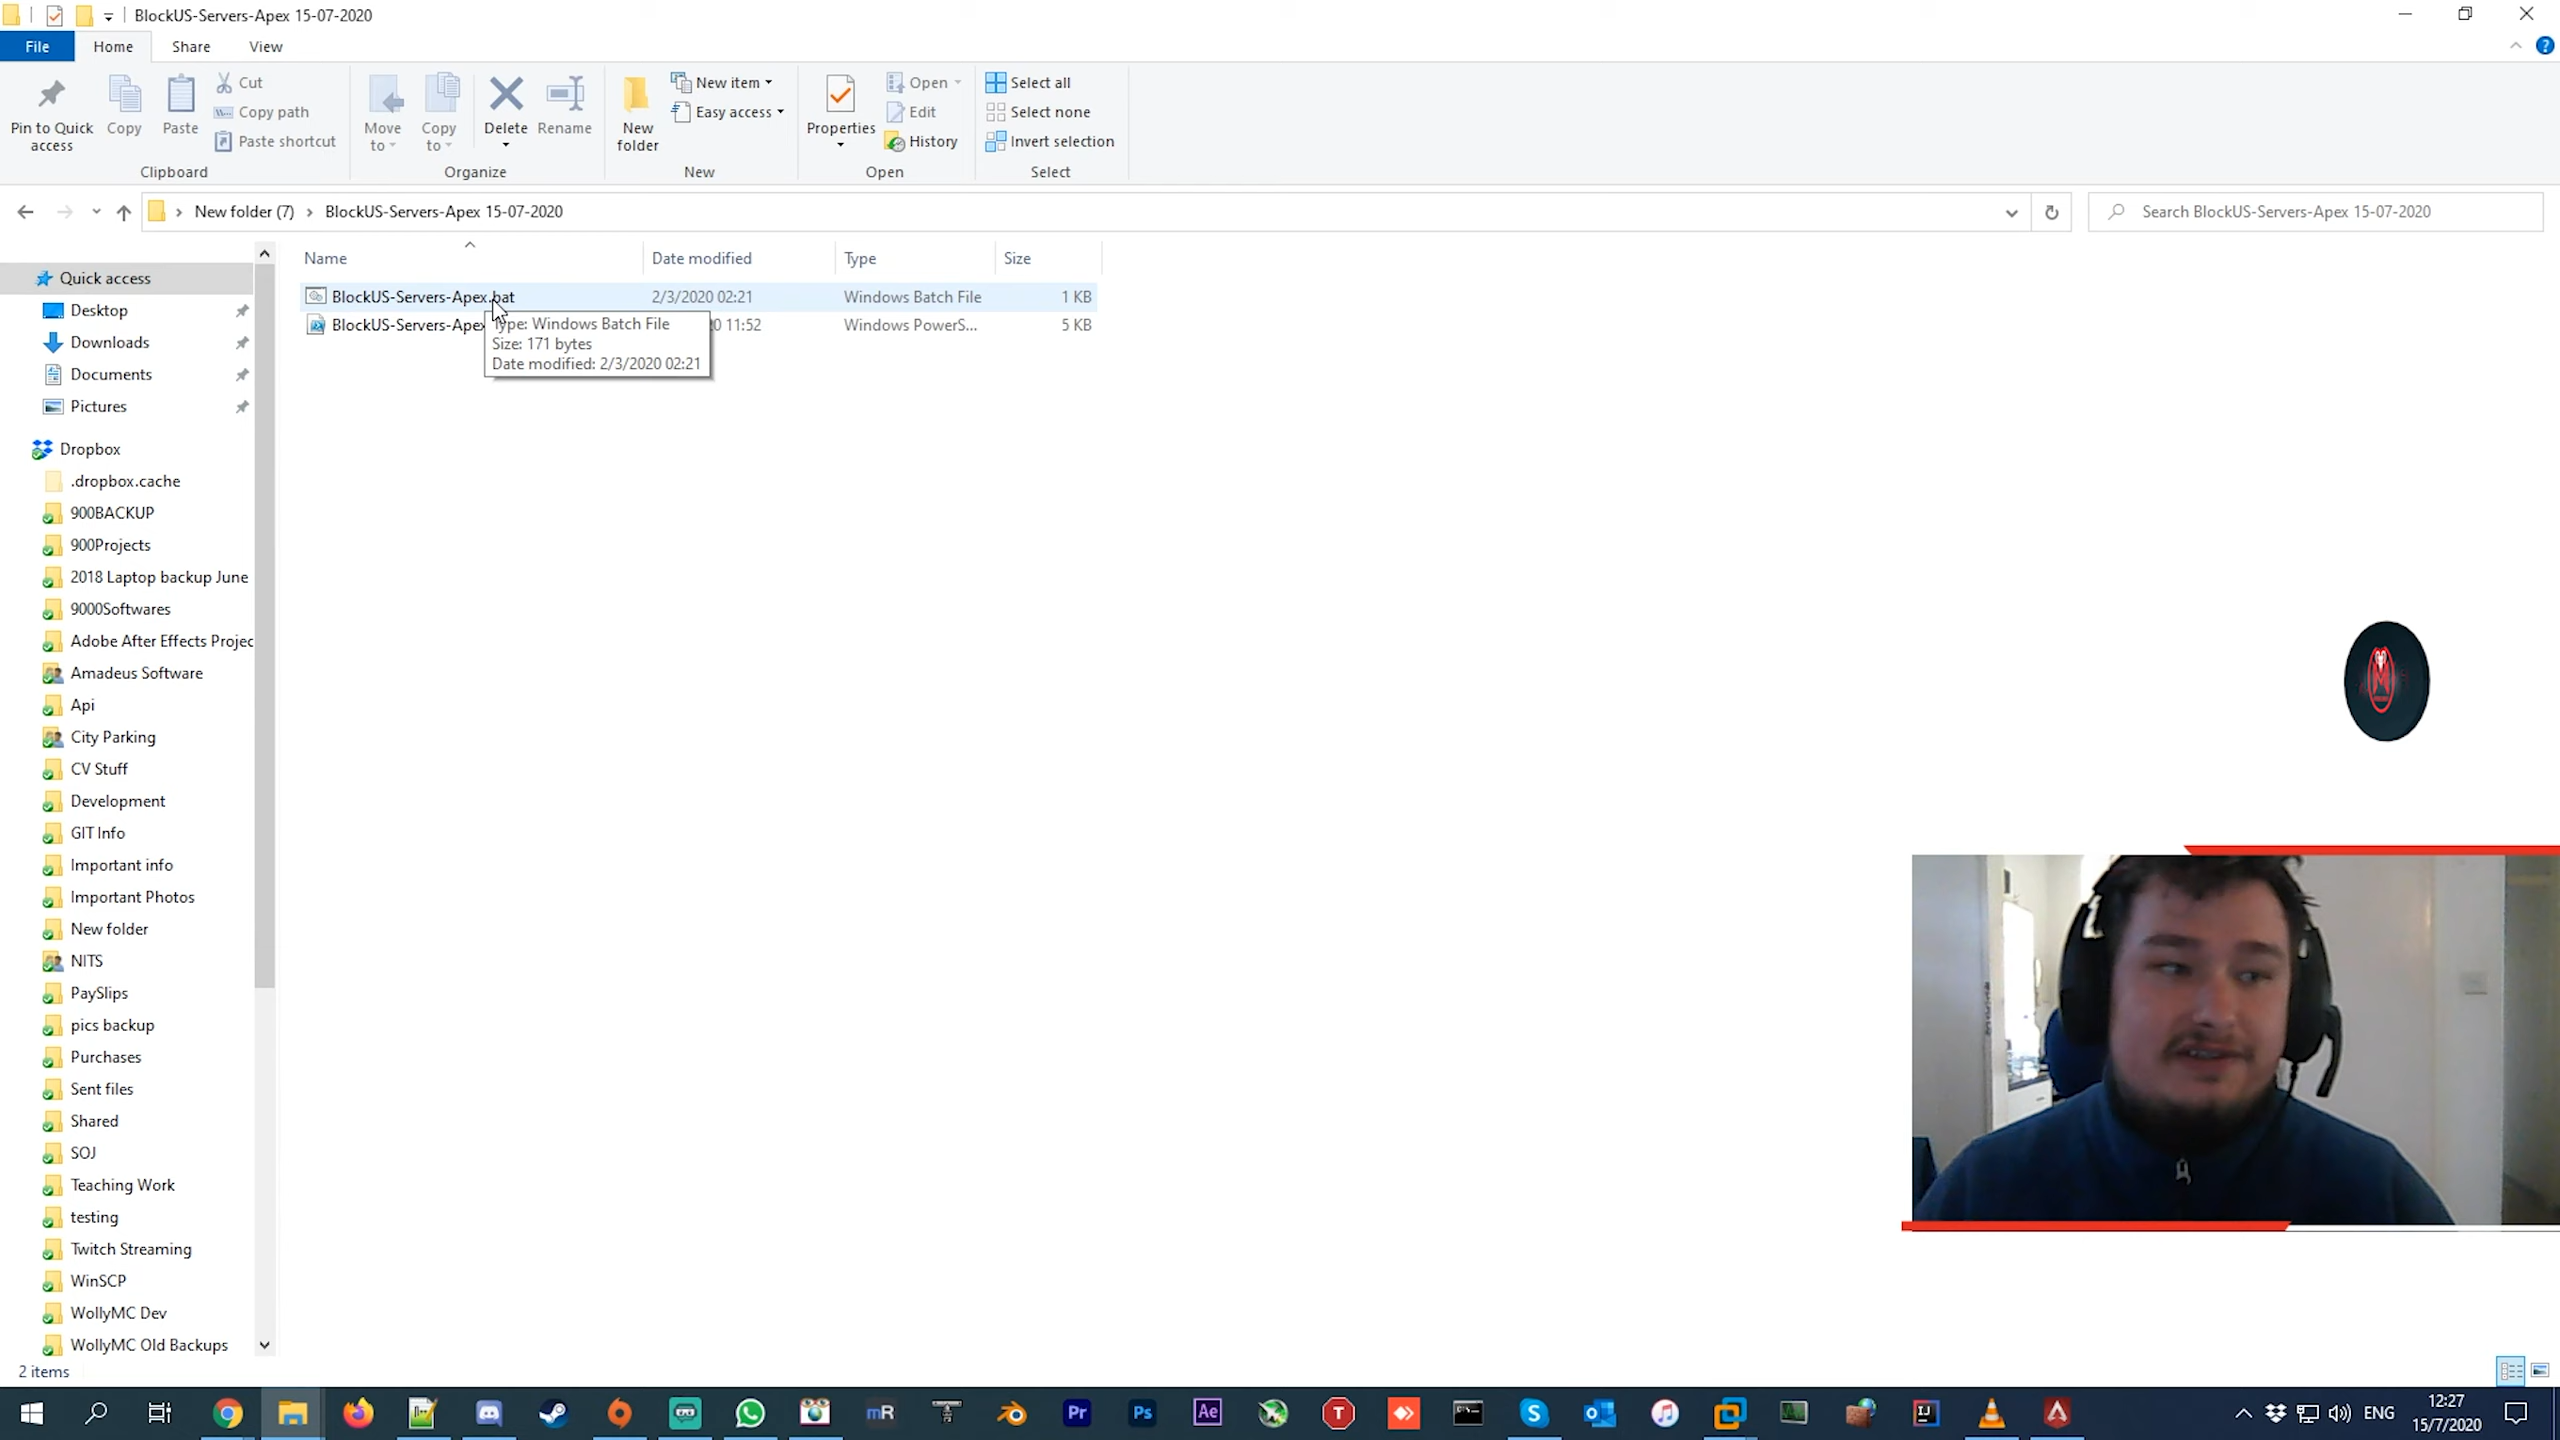 BlockUS-Servers-Apex 15-07-2020
File Home Share View
Pin to Quick access
Copy
Paste
Cut
Copy path
Paste shortcut
Clipboard
Move to
Copy to
Delete
Rename
Organize
New folder
New item
Easy access
New
Properties
Open
Edit
History
Open
Select all
Select none
Invert selection
Select
New folder (7) > BlockUS-Servers-Apex 15-07-2020
Search BlockUS-Servers-Apex 15-07-2020
Name Date modified Type Size
BlockUS-Servers-Apex.bat 2/3/2020 02:21 Windows Batch File 1 KB
BlockUS-Servers-Apex 0 11:52 Windows PowerS... 5 KB
Type: Windows Batch File
Size: 171 bytes
Date modified: 2/3/2020 02:21
Quick access
Desktop
Downloads
Documents
Pictures
Dropbox
.dropbox.cache
900BACKUP
900Projects
2018 Laptop backup June
9000Softwares
Adobe After Effects Projec
Amadeus Software
Api
City Parking
CV Stuff
Development
GIT Info
Important info
Important Photos
New folder
NITS
PaySlips
pics backup
Purchases
Sent files
Shared
SOJ
Teaching Work
testing
Twitch Streaming
WinSCP
WollyMC Dev
WollyMC Old Backups
2 items
mR
Pr
Ps
Ae
T
S
IJ
ENG
12:27
15/7/2020